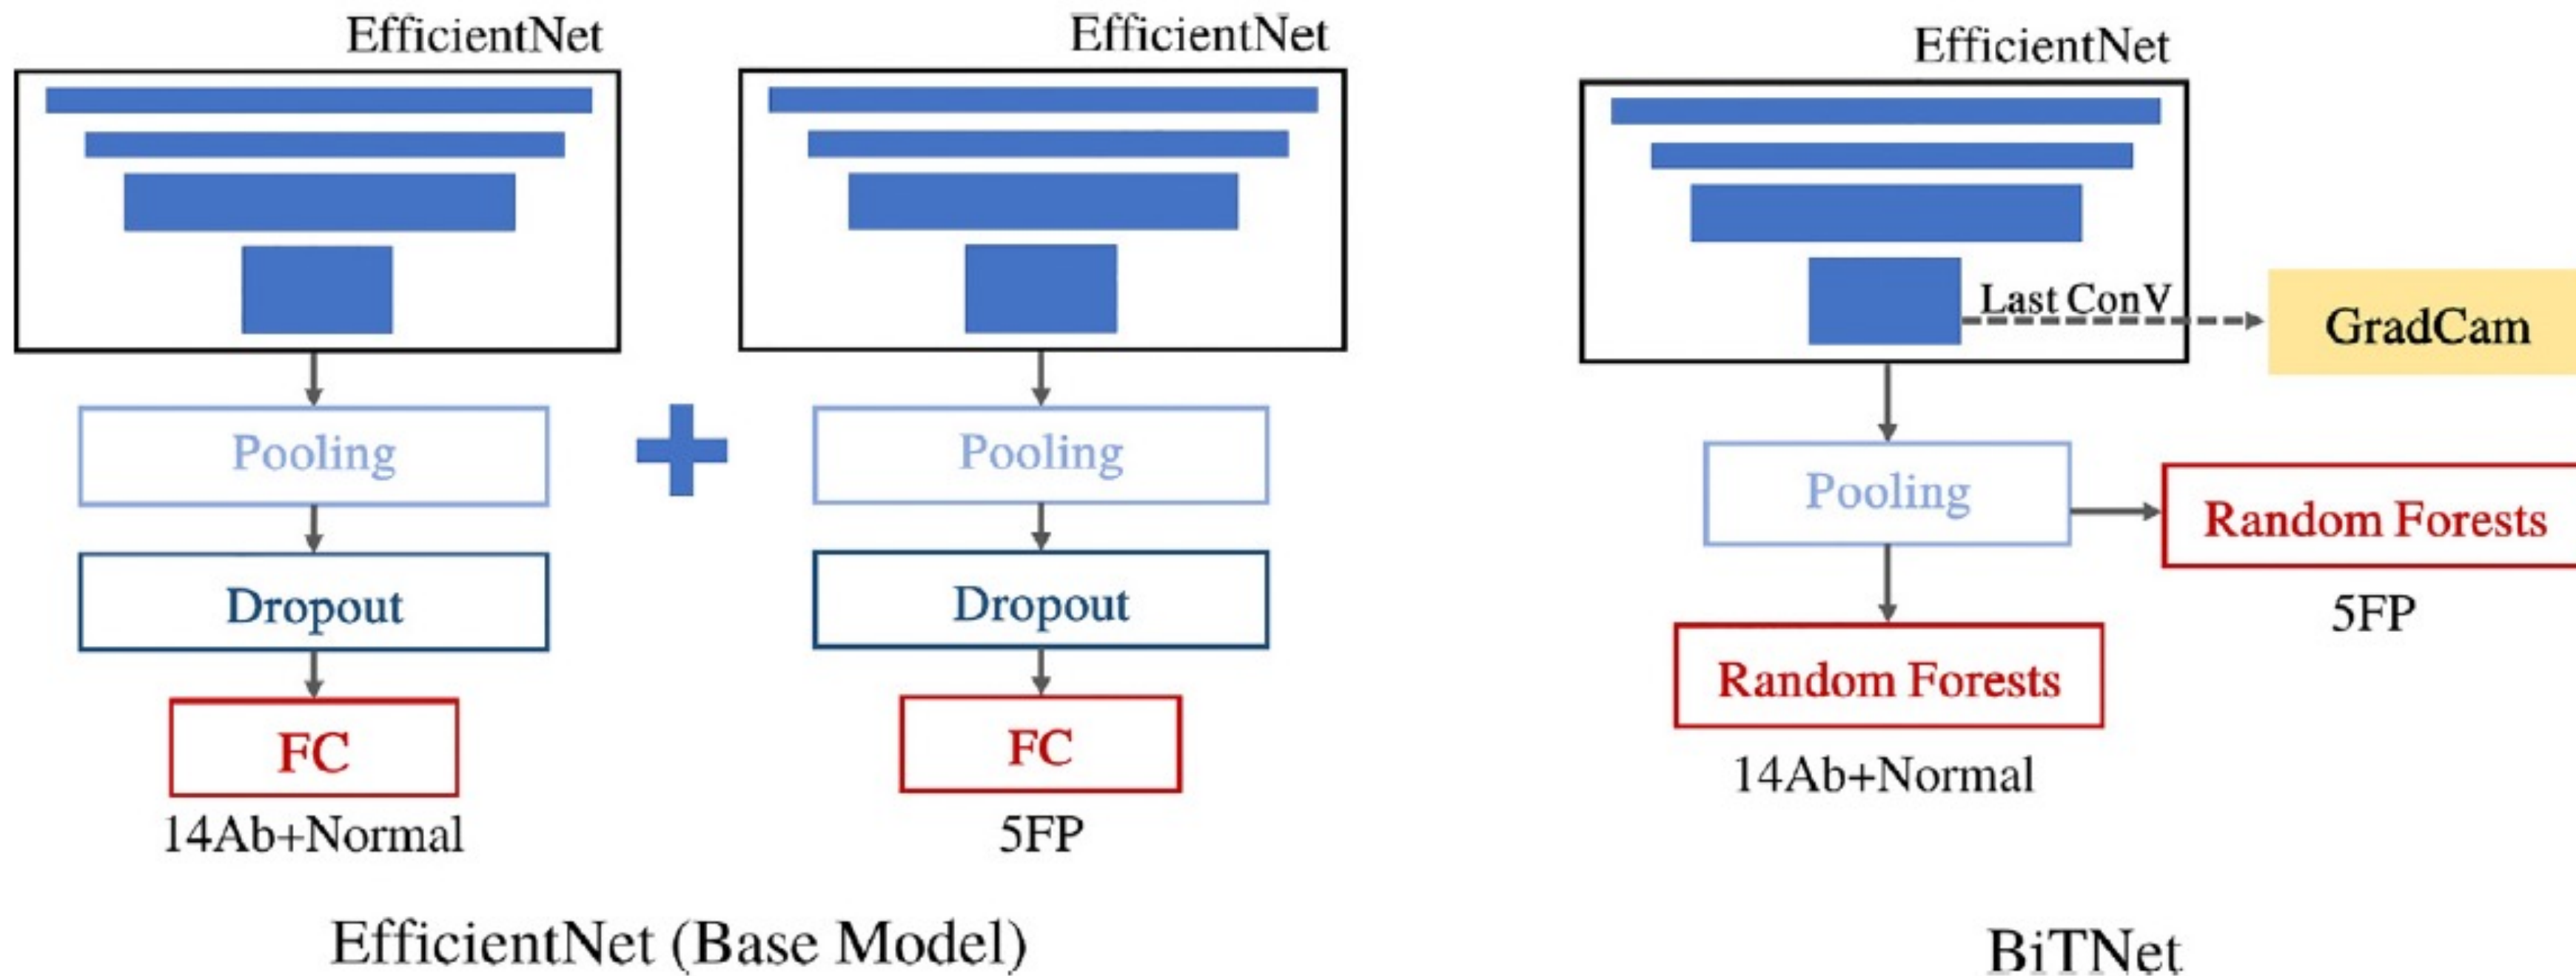 EfficientNet
Pooling
Dropout
FC
14Ab+Normal
EfficientNet
Pooling
Dropout
FC
5FP
EfficientNet (Base Model)
EfficientNet
Last ConV
GradCam
Pooling
Random Forests
5FP
Random Forests
14Ab+Normal
BiTNet